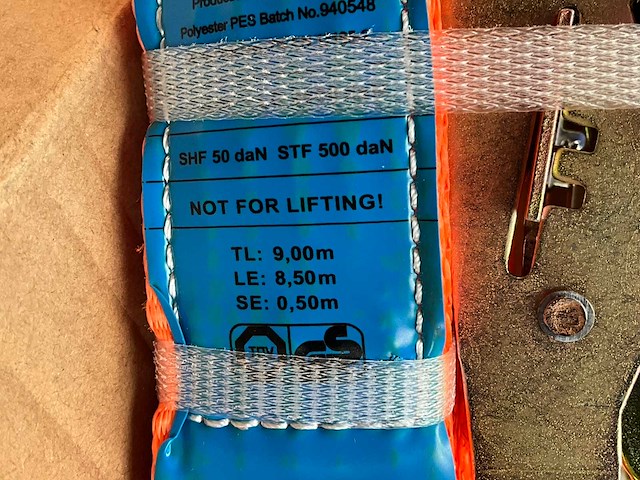 Polyester PES Batch No.940548
SHF 50 daN STF 500 daN
NOT FOR LIFTING!
TL: 9,00m
LE: 8,50m
SE: 0,50m